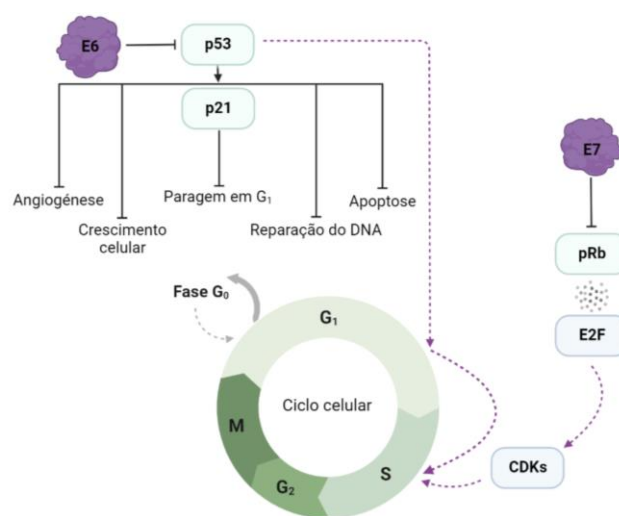 E6
p53
p21
E7
Angiogénese
Crescimento
celular
Paragem em G₁
Reparação do DNA
Apoptose
pRb
E2F
Fase G₀
G₁
Ciclo celular
M
G₂
S
CDKs